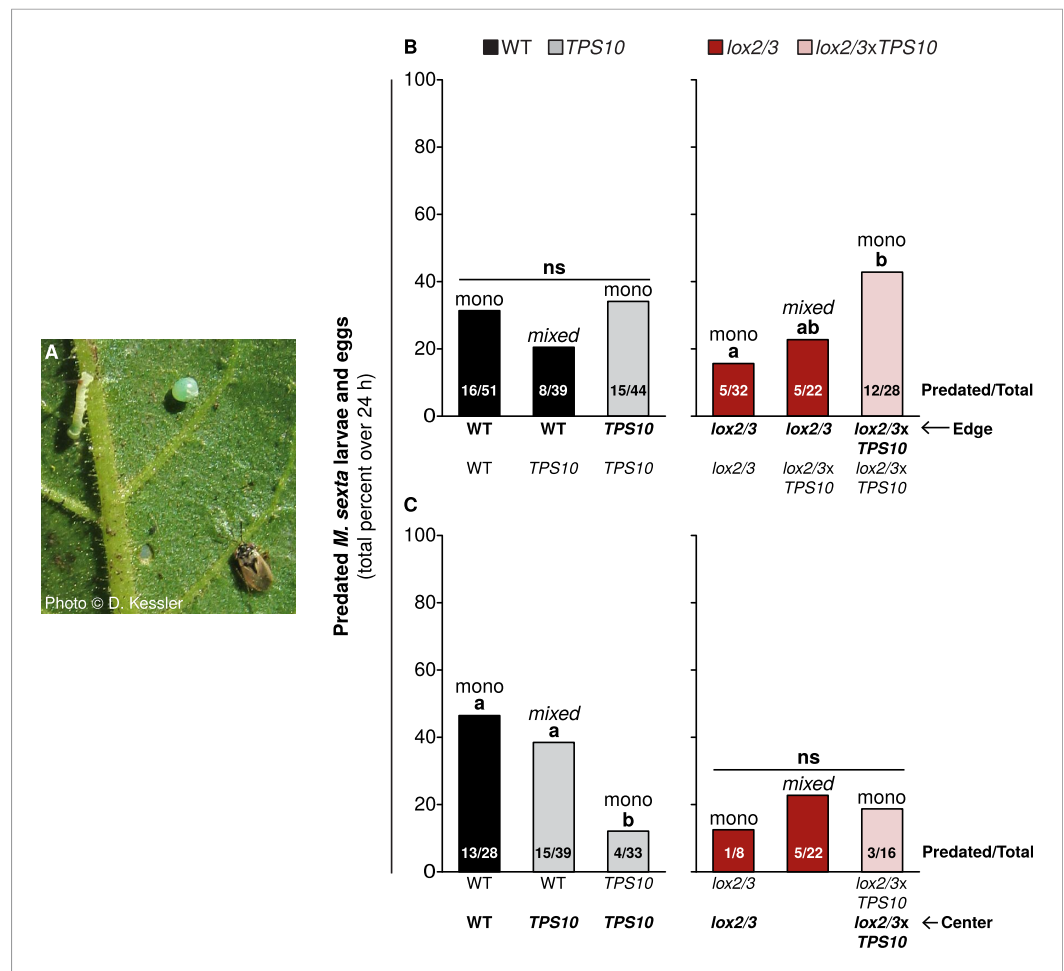 B
WT TPS10 lox2/3 lox2/3xTPS10
Predated M. sexta larvae and eggs
(total percent over 24 h)
100
80
60
40
20
0
ns
mono
mixed
mono
16/51 8/39 15/44
mono
a
mixed
ab
mono
b
5/32 5/22 12/28 Predated/Total
WT WT TPS10 lox2/3 lox2/3 lox2/3x
TPS10
← Edge
WT TPS10 TPS10 lox2/3 lox2/3x lox2/3x
TPS10 TPS10
A
Photo © D. Kessler
C
100
80
60
40
20
0
mono
a
mixed
a
mono
b
13/28 15/39 4/33
ns
mono
mixed
mono
1/8 5/22 3/16 Predated/Total
WT WT TPS10 lox2/3 lox2/3x
TPS10
WT TPS10 TPS10 lox2/3 lox2/3x
TPS10
← Center